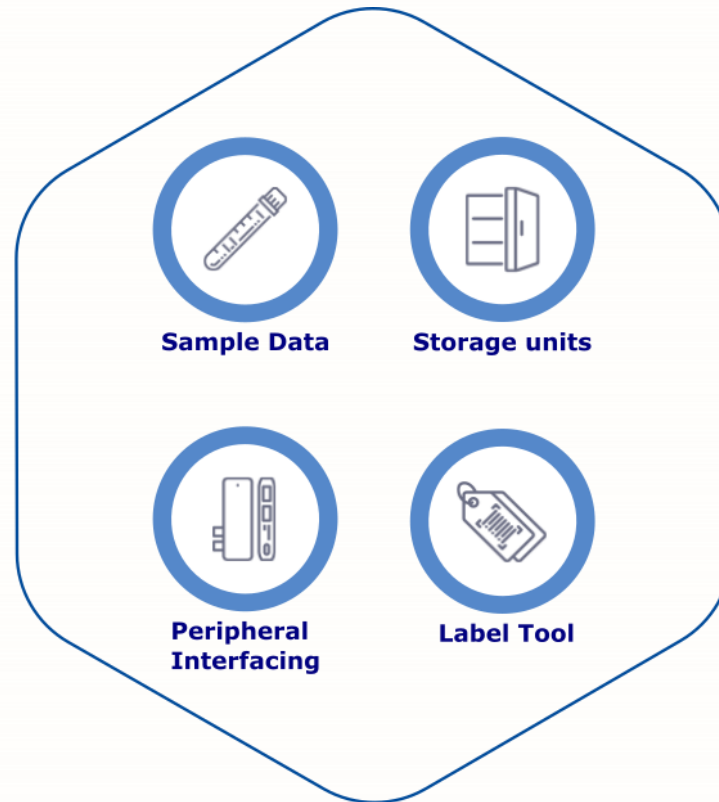 Sample Data
Storage units
Peripheral
Interfacing
Label Tool